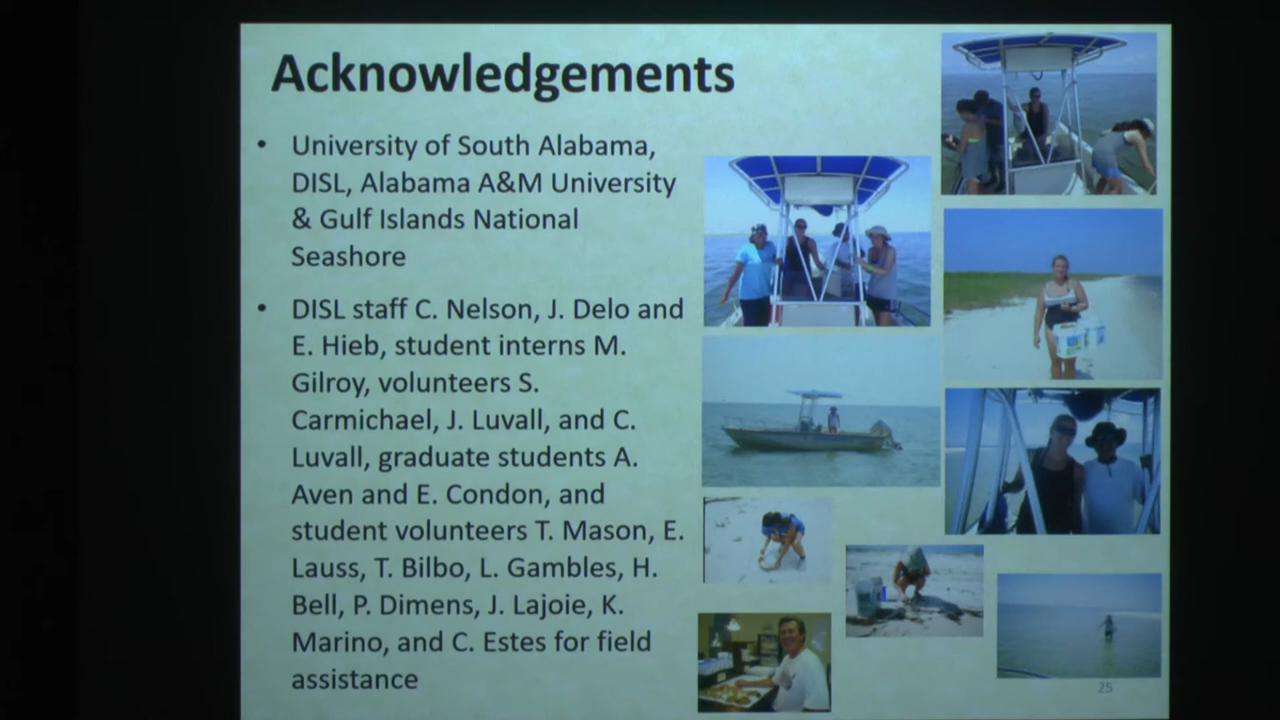 Acknowledgements
• University of South Alabama,
DISL, Alabama A&M University
& Gulf Islands National
Seashore
• DISL staff C. Nelson, J. Delo and
E. Hieb, student interns M.
Gilroy, volunteers S.
Carmichael, J. Luvall, and C.
Luvall, graduate students A.
Aven and E. Condon, and
student volunteers T. Mason, E.
Lauss, T. Bilbo, L. Gambles, H.
Bell, P. Dimens, J. Lajoie, K.
Marino, and C. Estes for field
assistance
25